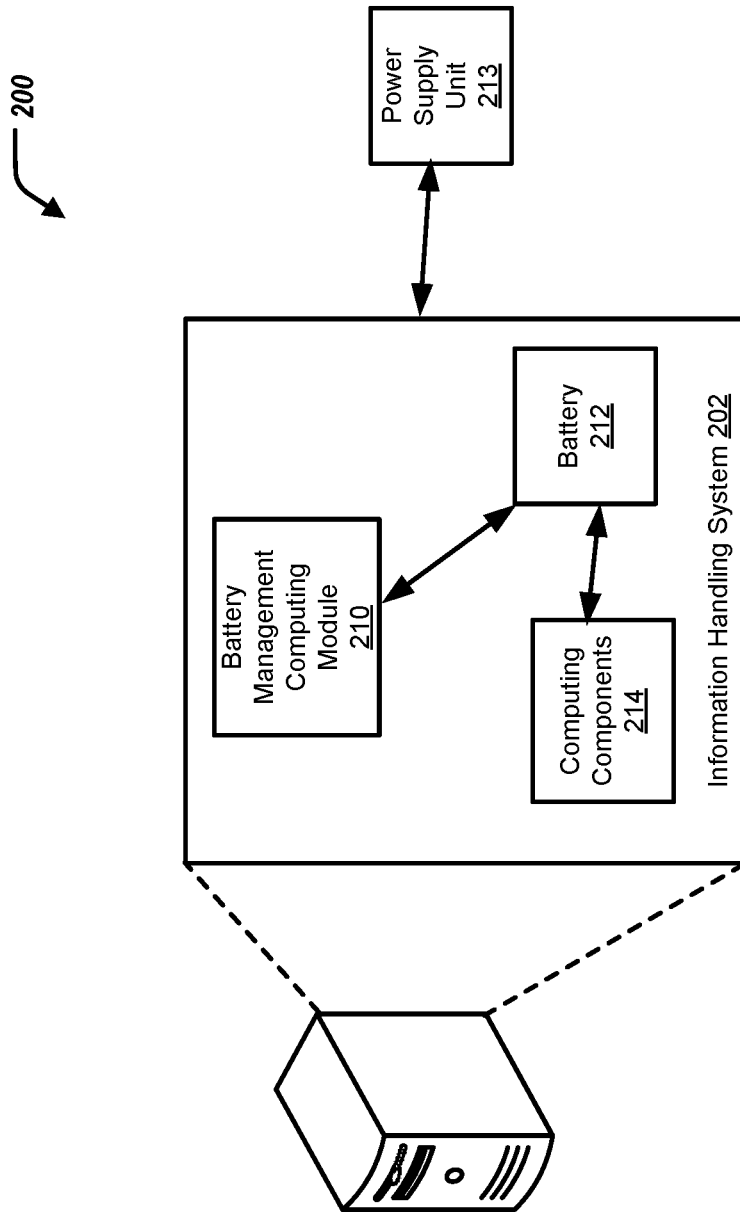 200
Power
Supply
Unit
213
Battery
Management
Computing
Module
210
Battery
212
Computing
Components
214
Information Handling System 202